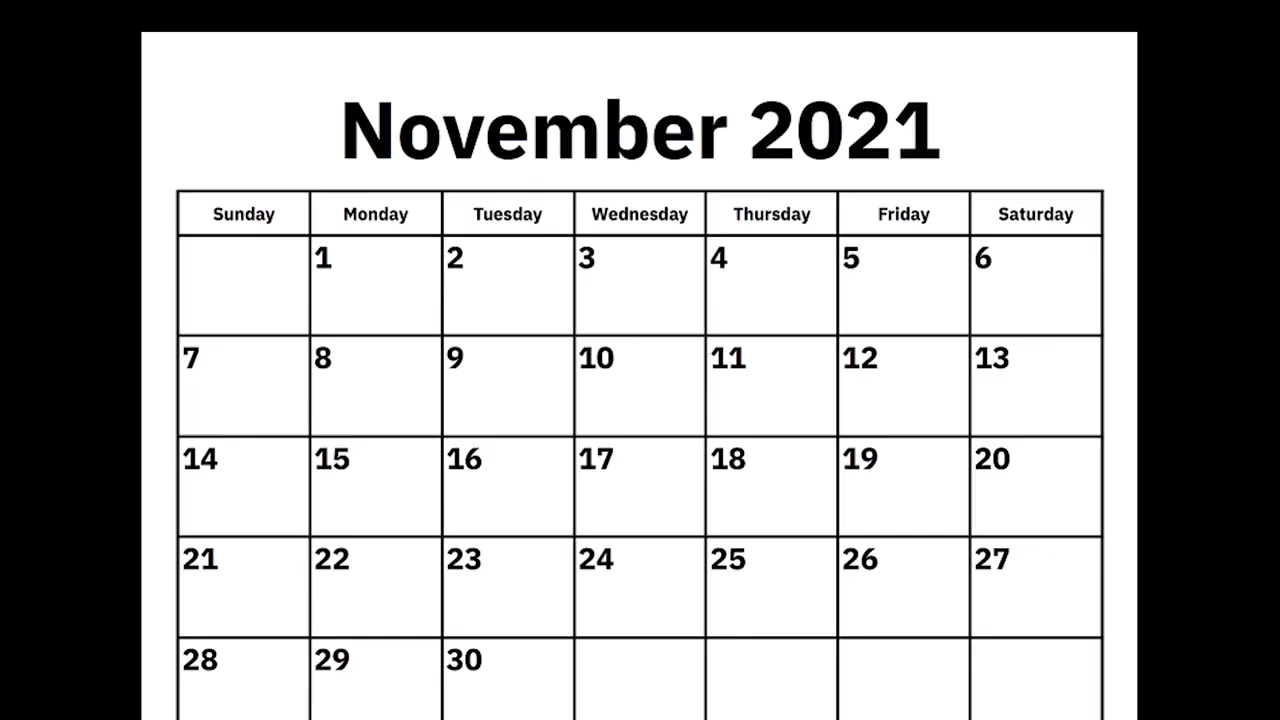 November 2021
Sunday Monday Tuesday Wednesday Thursday Friday Saturday
1 2 3 4 5 6
7 8 9 10 11 12 13
14 15 16 17 18 19 20
21 22 23 24 25 26 27
28 29 30